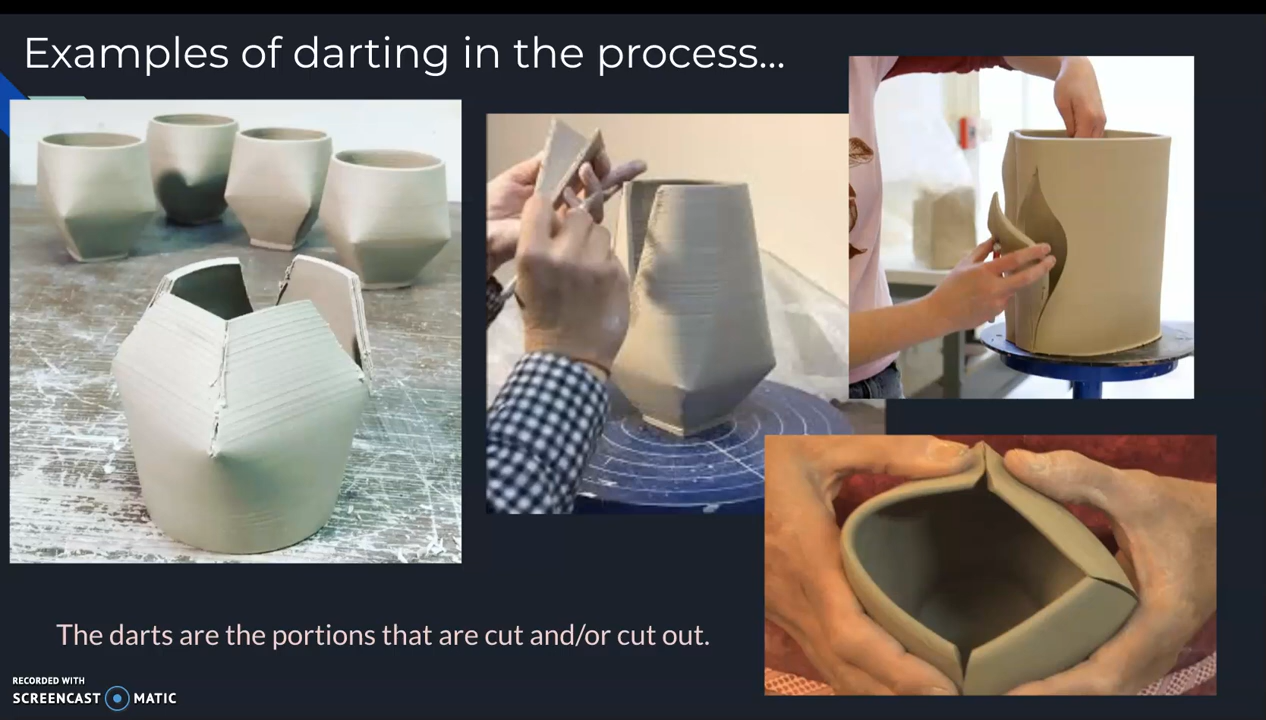 Examples of darting in the process...
The darts are the portions that are cut and/or cut out.
RECORDED WITH
SCREENCAST MATIC